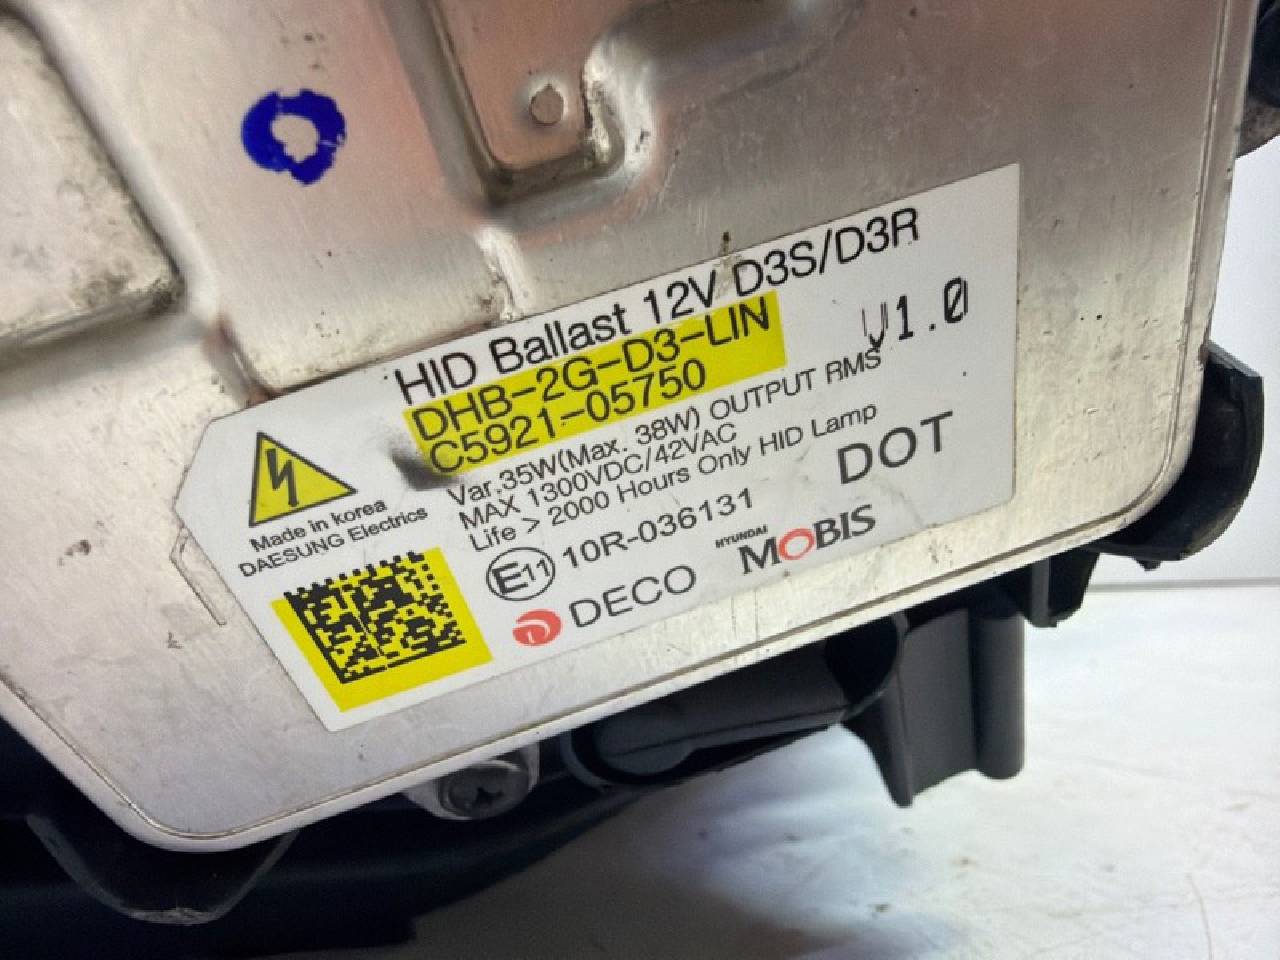 HID Ballast 12V D3S/D3R
DHB-2G-D3-LIN
V1.0
C5921-05750
Var.35W(Max. 38W) OUTPUT RMS
MAX 1300VDC/42VAC
Life > 2000 Hours Only HID Lamp
Made in korea
DAESUNG Electrics
E11 10R-036131
DOT
DECO
HYUNDAI
MOBIS